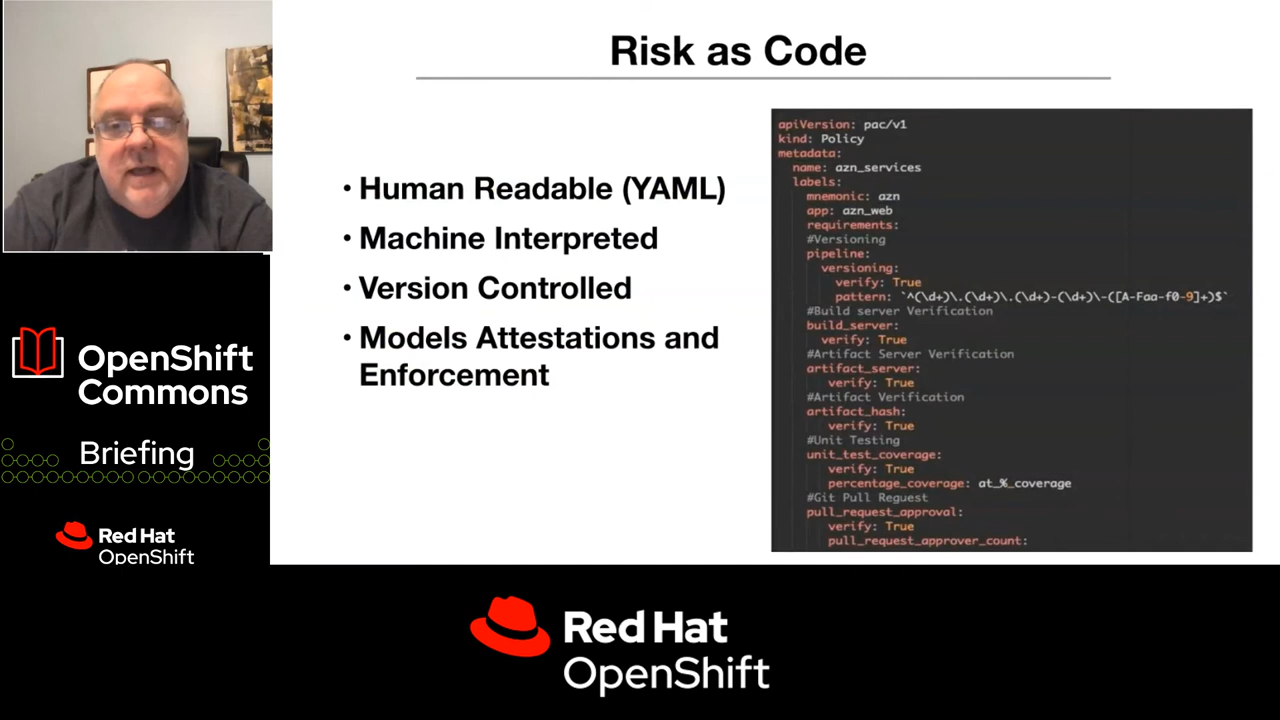 Risk as Code
• Human Readable (YAML)
• Machine Interpreted
• Version Controlled
• Models Attestations and
Enforcement
apiVersion: pac/v1
kind: Policy
metadata:
name: azn_services
labels:
mnemonic: azn
app: azn_web
requirements:
#Versioning
pipeline:
versioning:
verify: True
pattern: `^(\d+)\.(\d+)\.(\d+)-(\d+)\-([A-Faa-f0-9]+)$`
#Build server Verification
build_server:
verify: True
#Artifact Server Verification
artifact_server:
verify: True
#Artifact Verification
artifact_hash:
verify: True
#Unit Testing
unit_test_coverage:
verify: True
percentage_coverage: at_%_coverage
#Git Pull Reguest
pull_request_approval:
verify: True
pull_request_approver_count:
OpenShift
Commons
Briefing
Red Hat
OpenShift
Red Hat
OpenShift